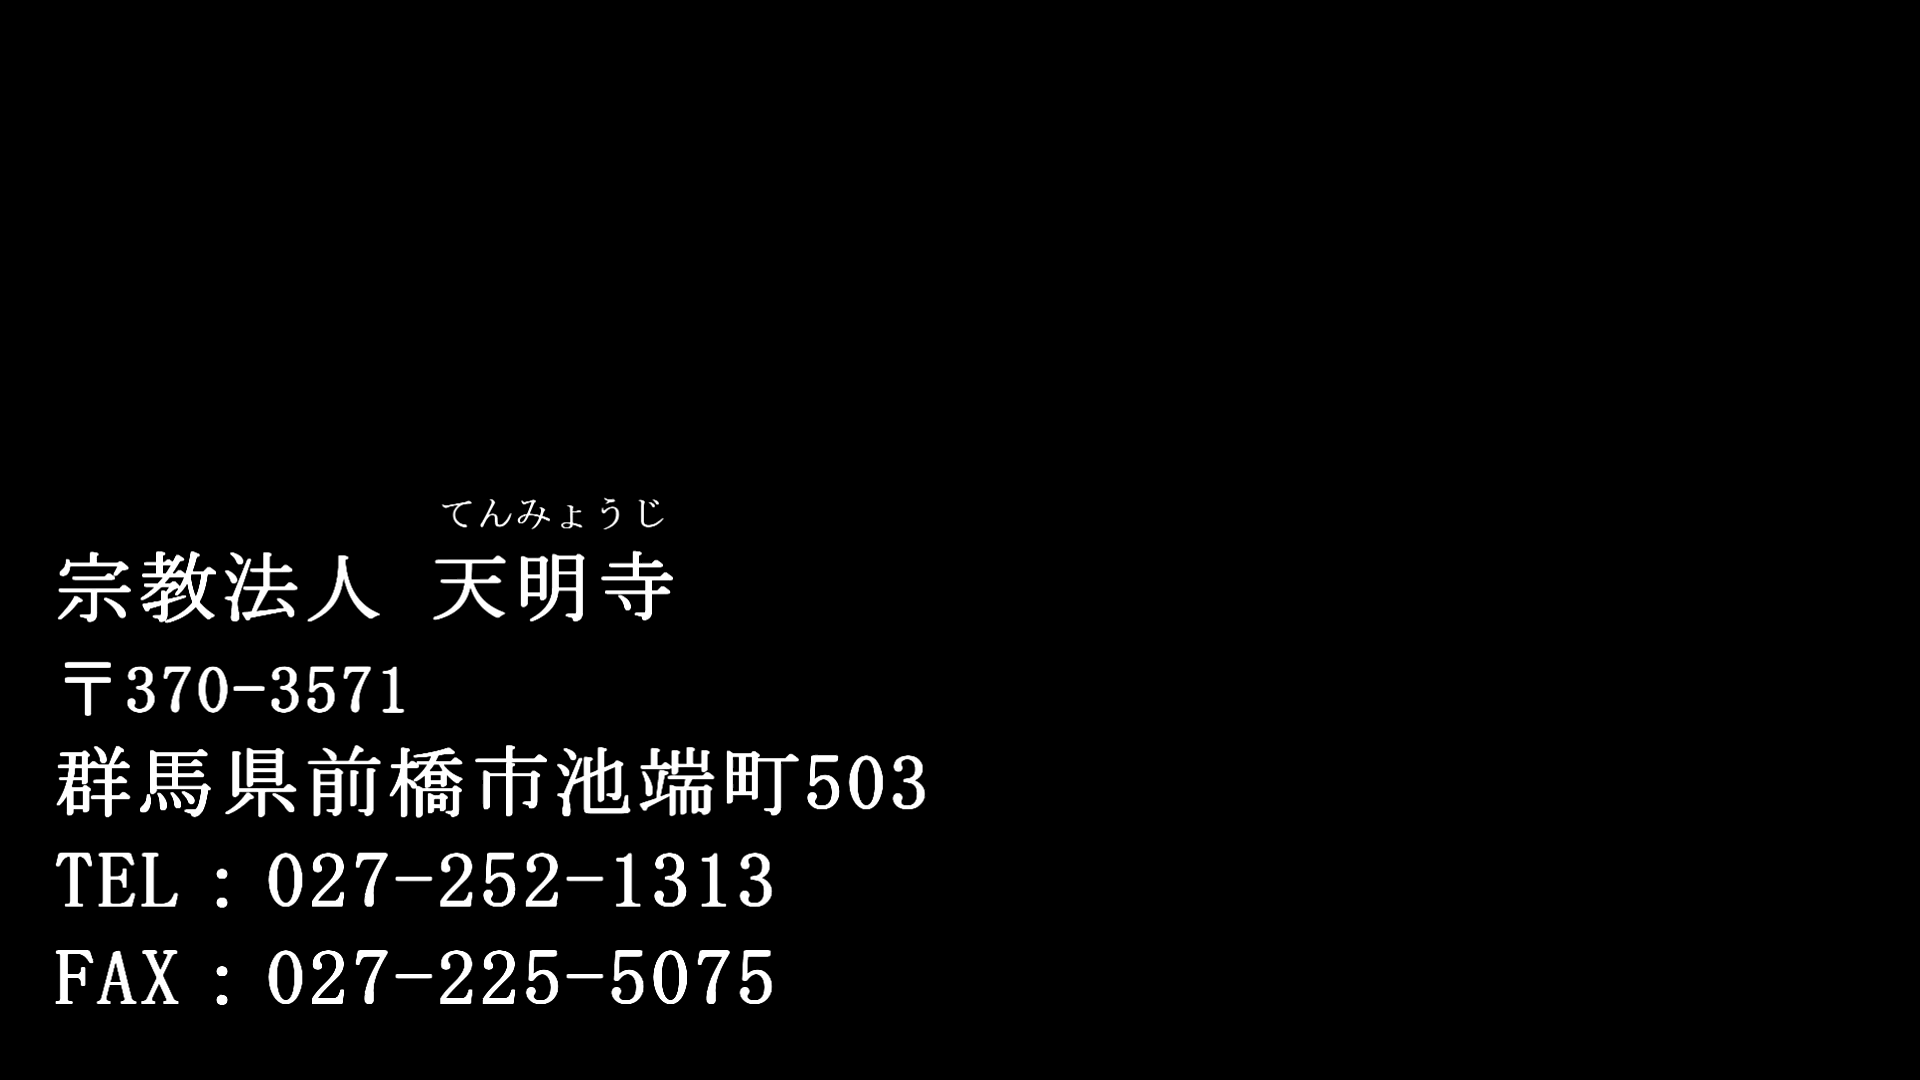 てんみょうじ
宗教法人 天明寺
〒370-3571
群馬県前橋市池端町503
TEL : 027-252-1313
FAX : 027-225-5075